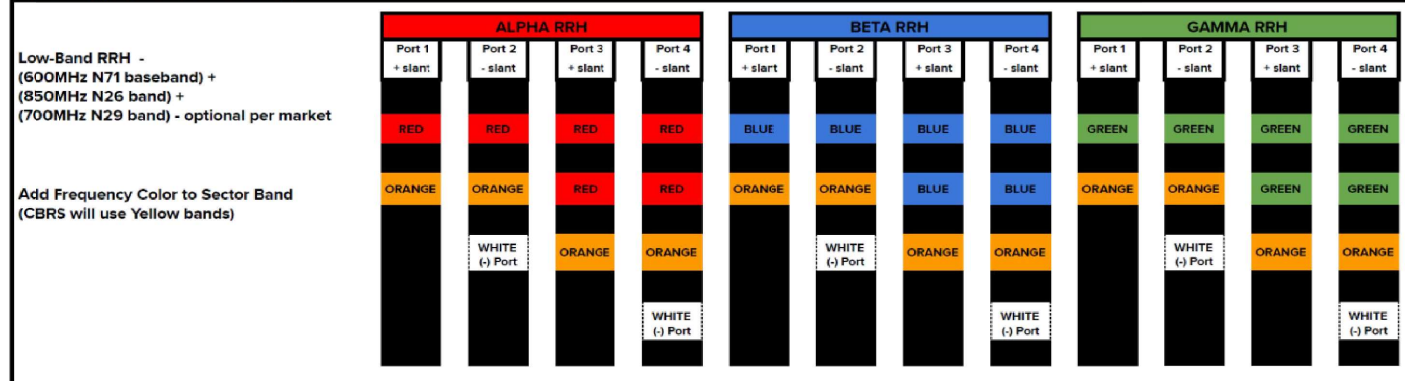 ALPHA RRH BETA RRH GAMMA RRH
Port 1 Port 2 Port 3 Port 4 Port 1 Port 2 Port 3 Port 4 Port 1 Port 2 Port 3 Port 4
+ slant - slant + slant - slant + slant - slant + slant - slant + slant - slant + slant - slant
Low-Band RRH -
(600MHz N71 baseband) +
(850MHz N26 band) +
(700MHz N29 band) - optional per market
RED RED RED RED BLUE BLUE BLUE BLUE GREEN GREEN GREEN GREEN
Add Frequency Color to Sector Band
(CBRS will use Yellow bands)
ORANGE ORANGE RED RED ORANGE ORANGE BLUE BLUE ORANGE ORANGE GREEN GREEN
WHITE ORANGE ORANGE WHITE ORANGE ORANGE WHITE ORANGE ORANGE
(-) Port (-) Port (-) Port
WHITE WHITE WHITE
(-) Port (-) Port (-) Port